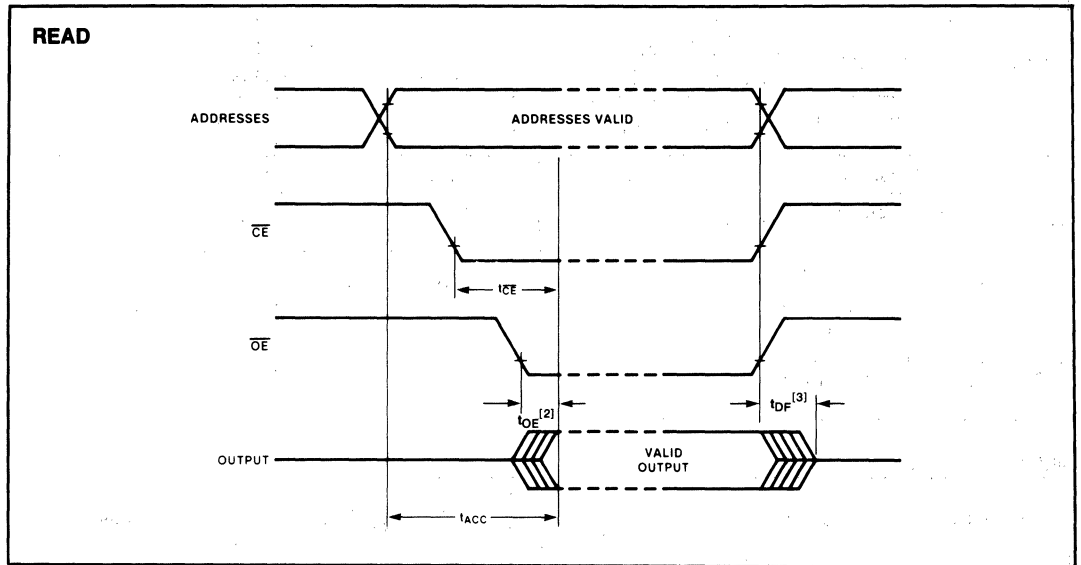 READ
ADDRESSES
ADDRESSES VALID
CE
tCE
OE
tOE[2]
tDF[3]
OUTPUT
VALID
OUTPUT
tACC